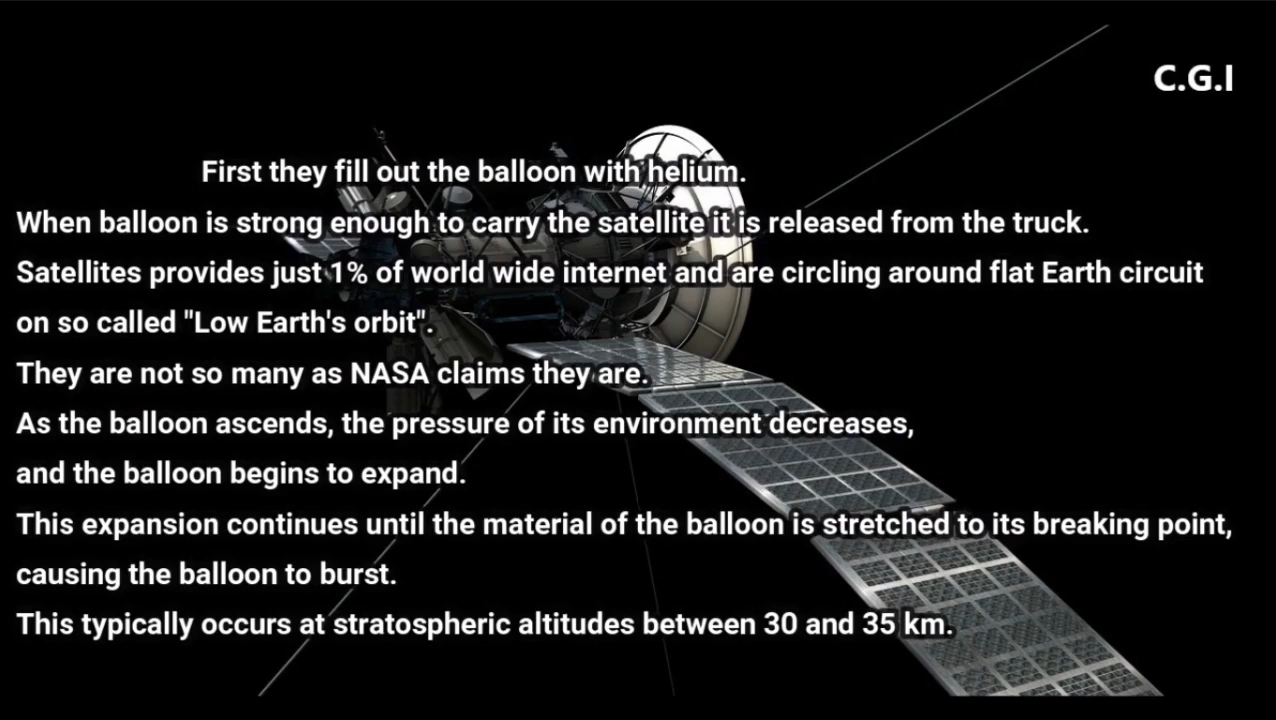 C.G.I
First they fill out the balloon with helium.
When balloon is strong enough to carry the satellite it is released from the truck.
Satellites provides just 1% of world wide internet and are circling around flat Earth circuit
on so called "Low Earth's orbit".
They are not so many as NASA claims they are.
As the balloon ascends, the pressure of its environment decreases,
and the balloon begins to expand.
This expansion continues until the material of the balloon is stretched to its breaking point,
causing the balloon to burst.
This typically occurs at stratospheric altitudes between 30 and 35 km.